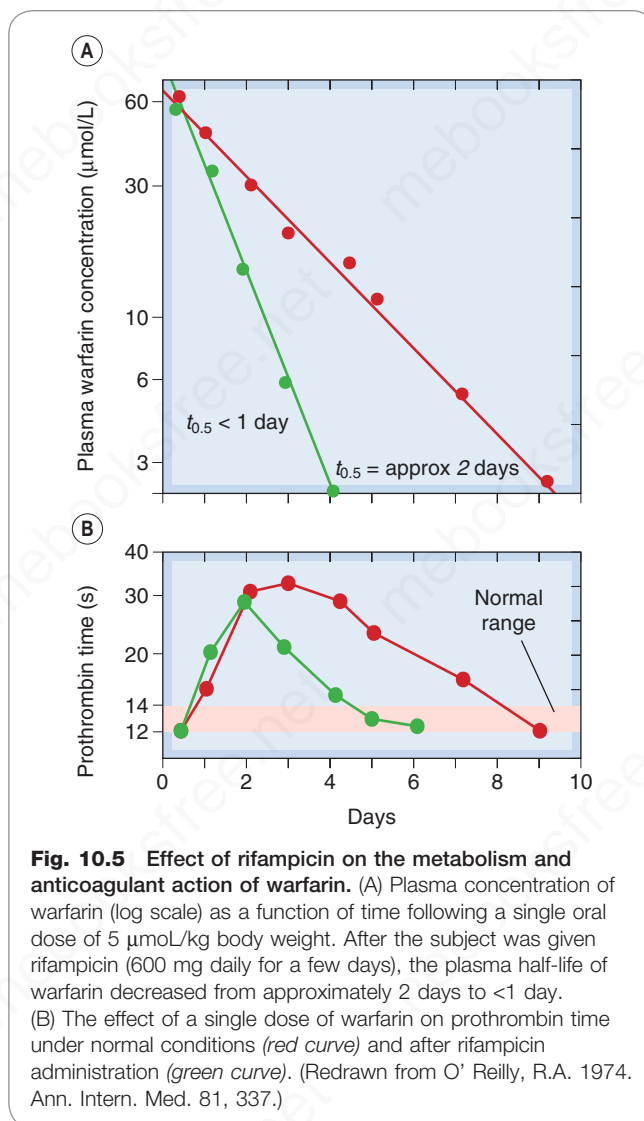 A
60
30
10
6
3
Plasma warfarin concentration (μmol/L)
t0.5 < 1 day
t0.5 = approx 2 days
B
40
30
20
14
12
Prothrombin time (s)
Normal
range
0 2 4 6 8 10
Days
Fig. 10.5 Effect of rifampicin on the metabolism and
anticoagulant action of warfarin. (A) Plasma concentration of
warfarin (log scale) as a function of time following a single oral
dose of 5 μmoL/kg body weight. After the subject was given
rifampicin (600 mg daily for a few days), the plasma half-life of
warfarin decreased from approximately 2 days to <1 day.
(B) The effect of a single dose of warfarin on prothrombin time
under normal conditions (red curve) and after rifampicin
administration (green curve). (Redrawn from O’ Reilly, R.A. 1974.
Ann. Intern. Med. 81, 337.)
mebooksfree.net